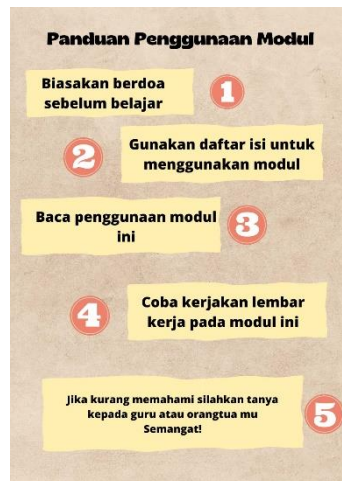 Panduan Penggunaan Modul
Biasakan berdoa
sebelum belajar
1
2
Gunakan daftar isi untuk
menggunakan modul
Baca penggunaan modul
ini
3
4
Coba kerjakan lembar
kerja pada modul ini
Jika kurang memahami silahkan tanya
kepada guru atau orangtua mu
Semangat!
5